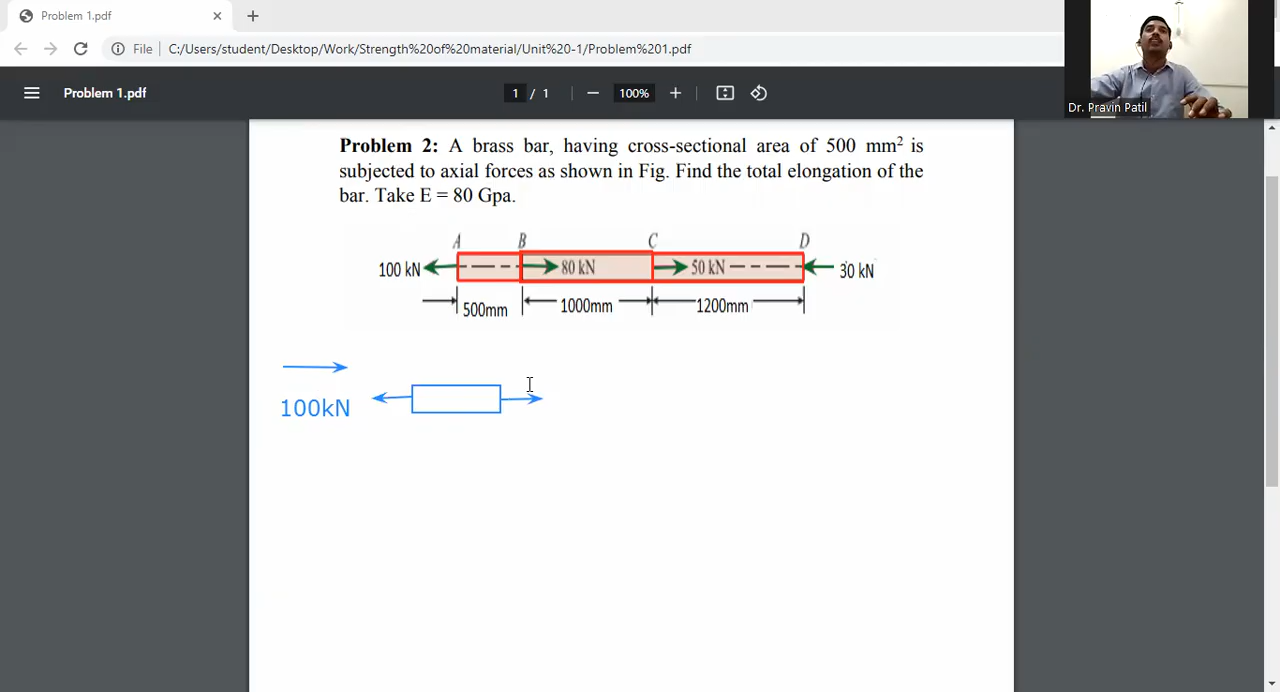 Problem 1.pdf
File
C:/Users/student/Desktop/Work/Strength%20of%20material/Unit%20-1/Problem%201.pdf
Problem 1.pdf
1 / 1
100%
Dr. Pravin Patil
Problem 2: A brass bar, having cross-sectional area of 500 mm² is
subjected to axial forces as shown in Fig. Find the total elongation of the
bar. Take E = 80 Gpa.
A B C D
100 kN 80 kN 50 kN 30 kN
500mm 1000mm 1200mm
100kN